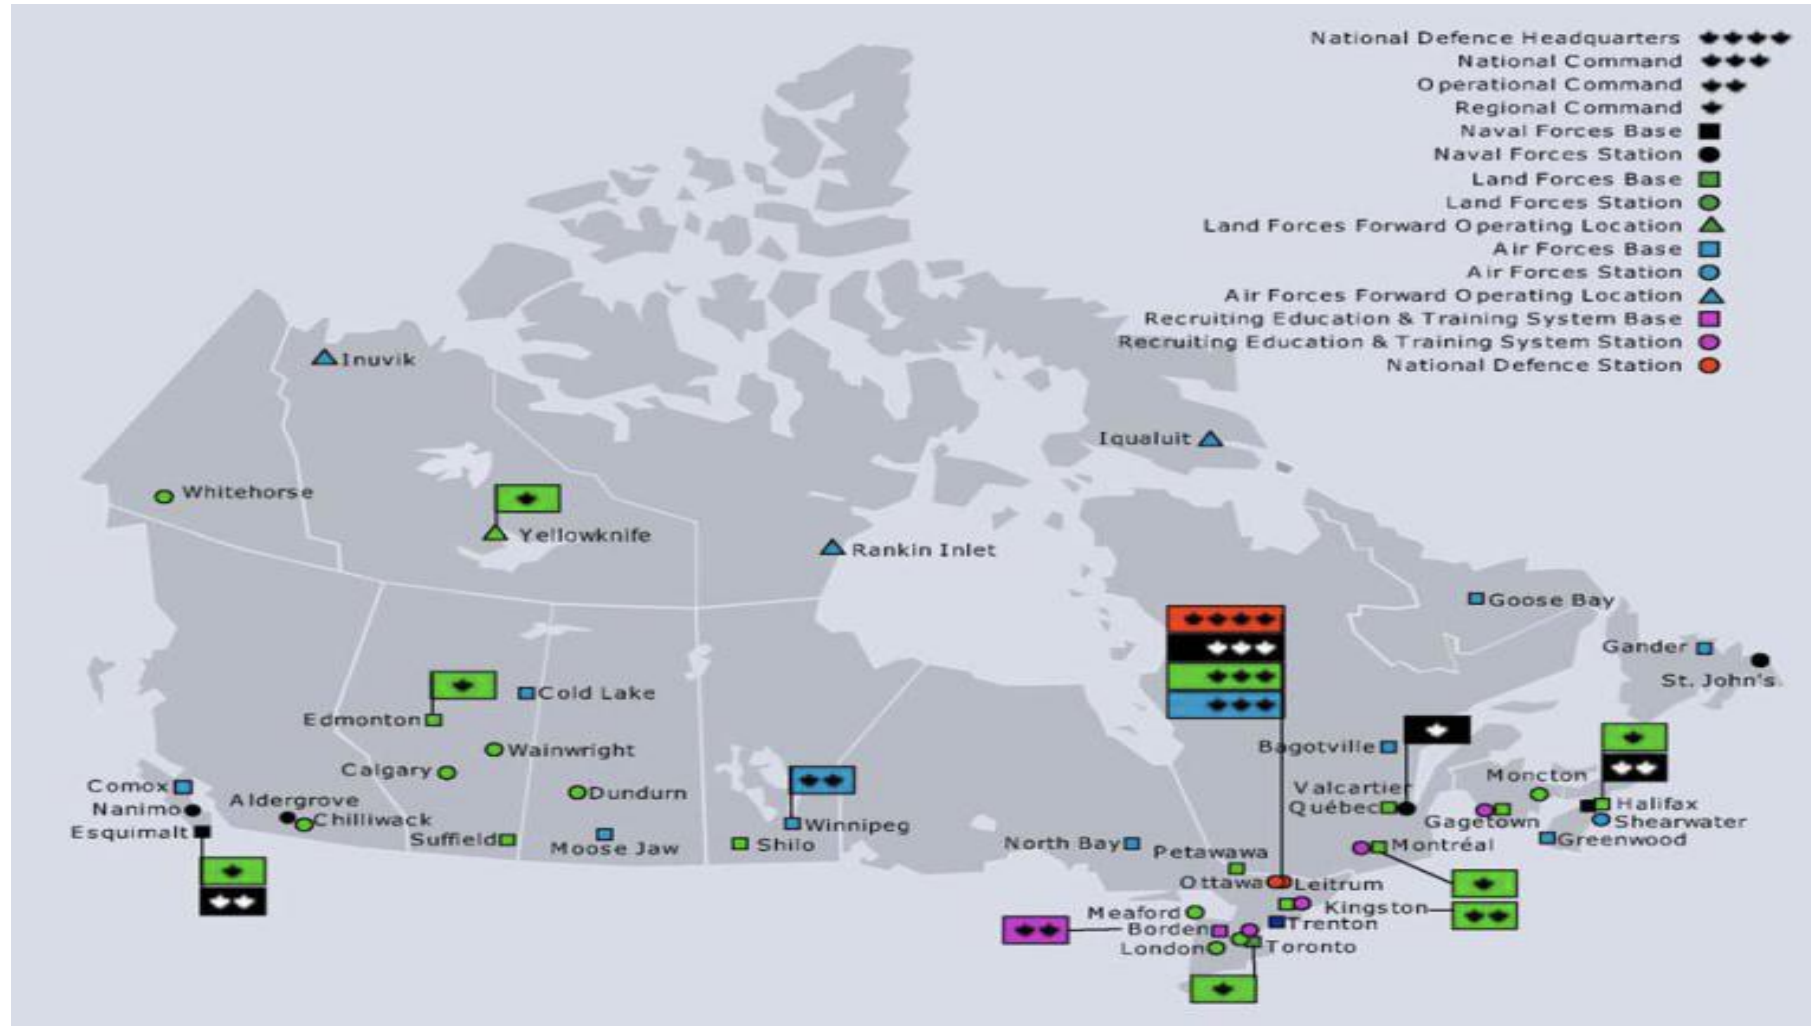 National Defence Headquarters
National Command
Operational Command
Regional Command
Naval Forces Base
Naval Forces Station
Land Forces Base
Land Forces Station
Land Forces Forward Operating Location
Air Forces Base
Air Forces Station
Air Forces Forward Operating Location
Recruiting Education & Training System Base
Recruiting Education & Training System Station
National Defence Station
Inuvik
Iqualuit
Whitehorse
Yellowknife
Rankin Inlet
Goose Bay
Gander
St. John's
Cold Lake
Edmonton
Wainwright
Bagotville
Calgary
Moncton
Comox
Valcartier
Dundurn
Nanimo
Aldergrove
Québec
Halifax
Chilliwack
Gagetown
Shearwater
Esquimalt
Winnipeg
Suffield
Moose Jaw
Shilo
North Bay
Petawawa
Montréal
Greenwood
Ottawa
Leitrum
Meaford
Kingston
Borden
Trenton
London
Toronto